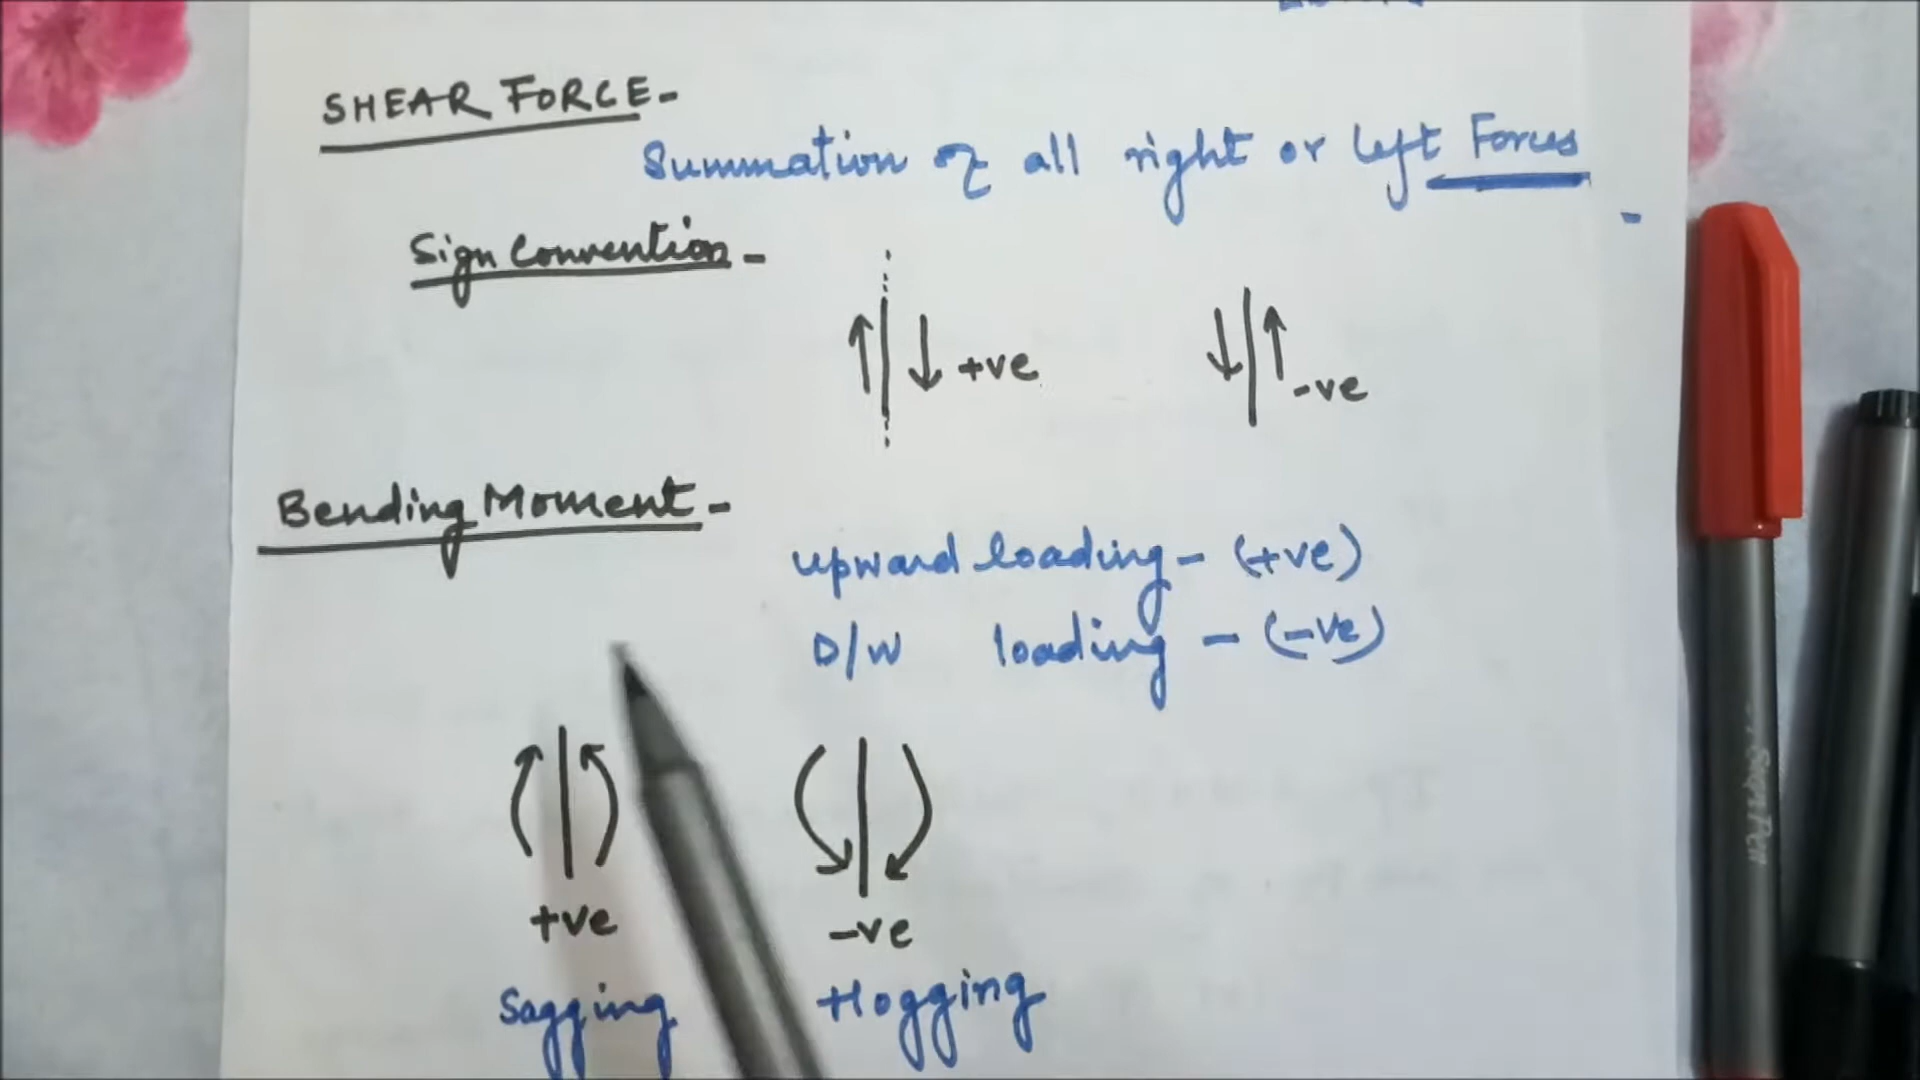 SHEAR FORCE-
Summation of all right or left Forces
Sign Convention -
+ve
-ve
Bending Moment -
upward loading - (+ve)
D/W loading - (-ve)
+ve
-ve
Sagging
Hogging